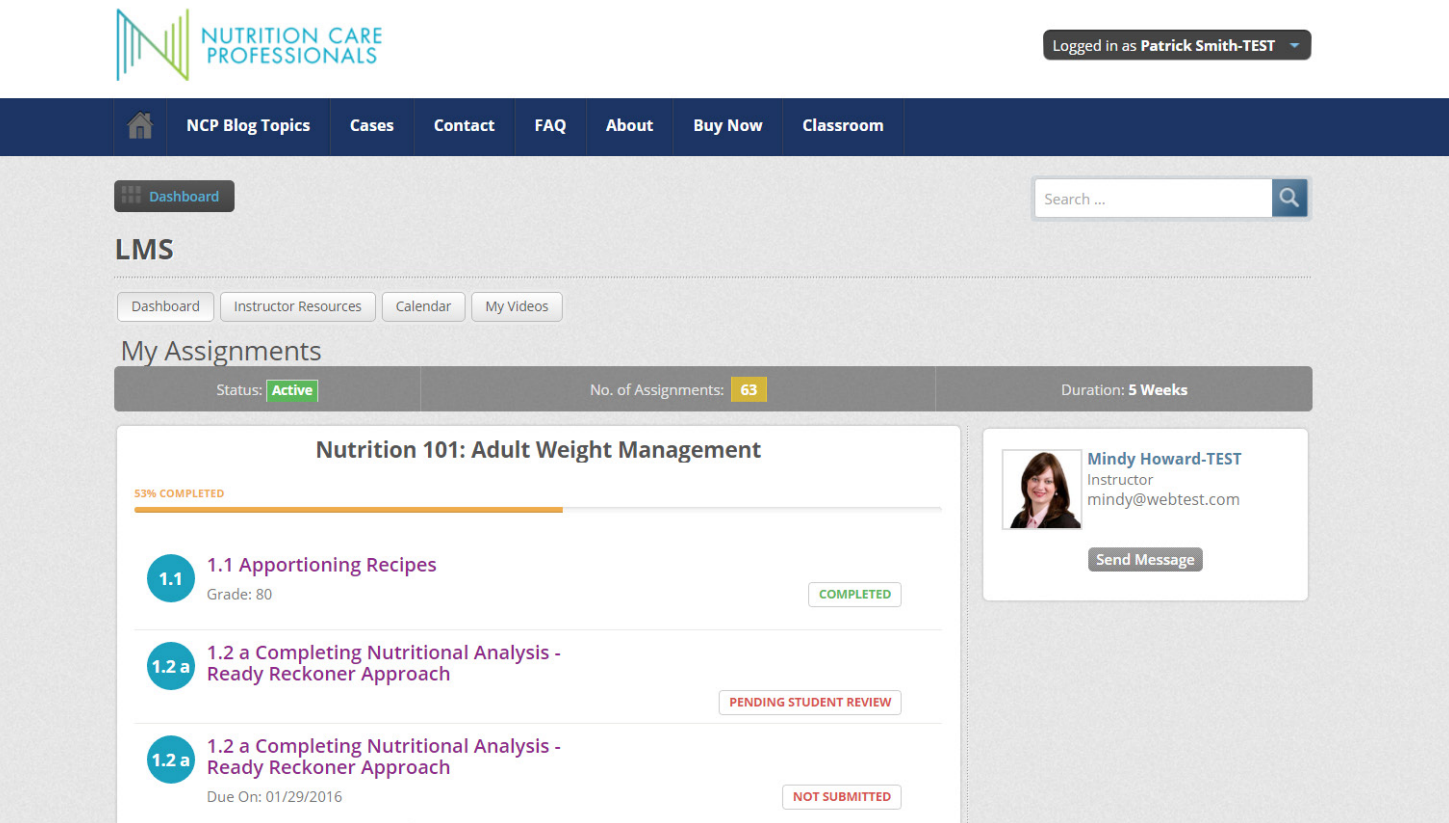 NUTRITION CARE
PROFESSIONALS
Logged in as Patrick Smith-TEST
NCP Blog Topics Cases Contact FAQ About Buy Now Classroom
Dashboard
Search ...
LMS
Dashboard Instructor Resources Calendar My Videos
My Assignments
Status: Active No. of Assignments: 63 Duration: 5 Weeks
Nutrition 101: Adult Weight Management
53% COMPLETED
1.1
1.1 Apportioning Recipes
Grade: 80
COMPLETED
1.2 a
1.2 a Completing Nutritional Analysis -
Ready Reckoner Approach
PENDING STUDENT REVIEW
1.2 a
1.2 a Completing Nutritional Analysis -
Ready Reckoner Approach
Due On: 01/29/2016
NOT SUBMITTED
Mindy Howard-TEST
Instructor
mindy@webtest.com
Send Message